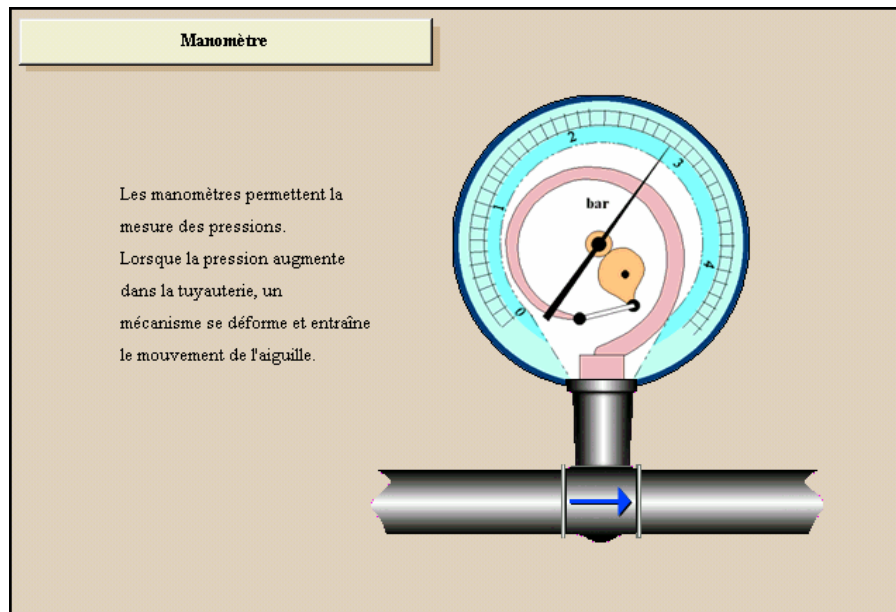 Manomètre
Les manomètres permettent la
mesure des pressions.
Lorsque la pression augmente
dans la tuyauterie, un
mécanisme se déforme et entraîne
le mouvement de l'aiguille.
0
1
2
3
4
bar